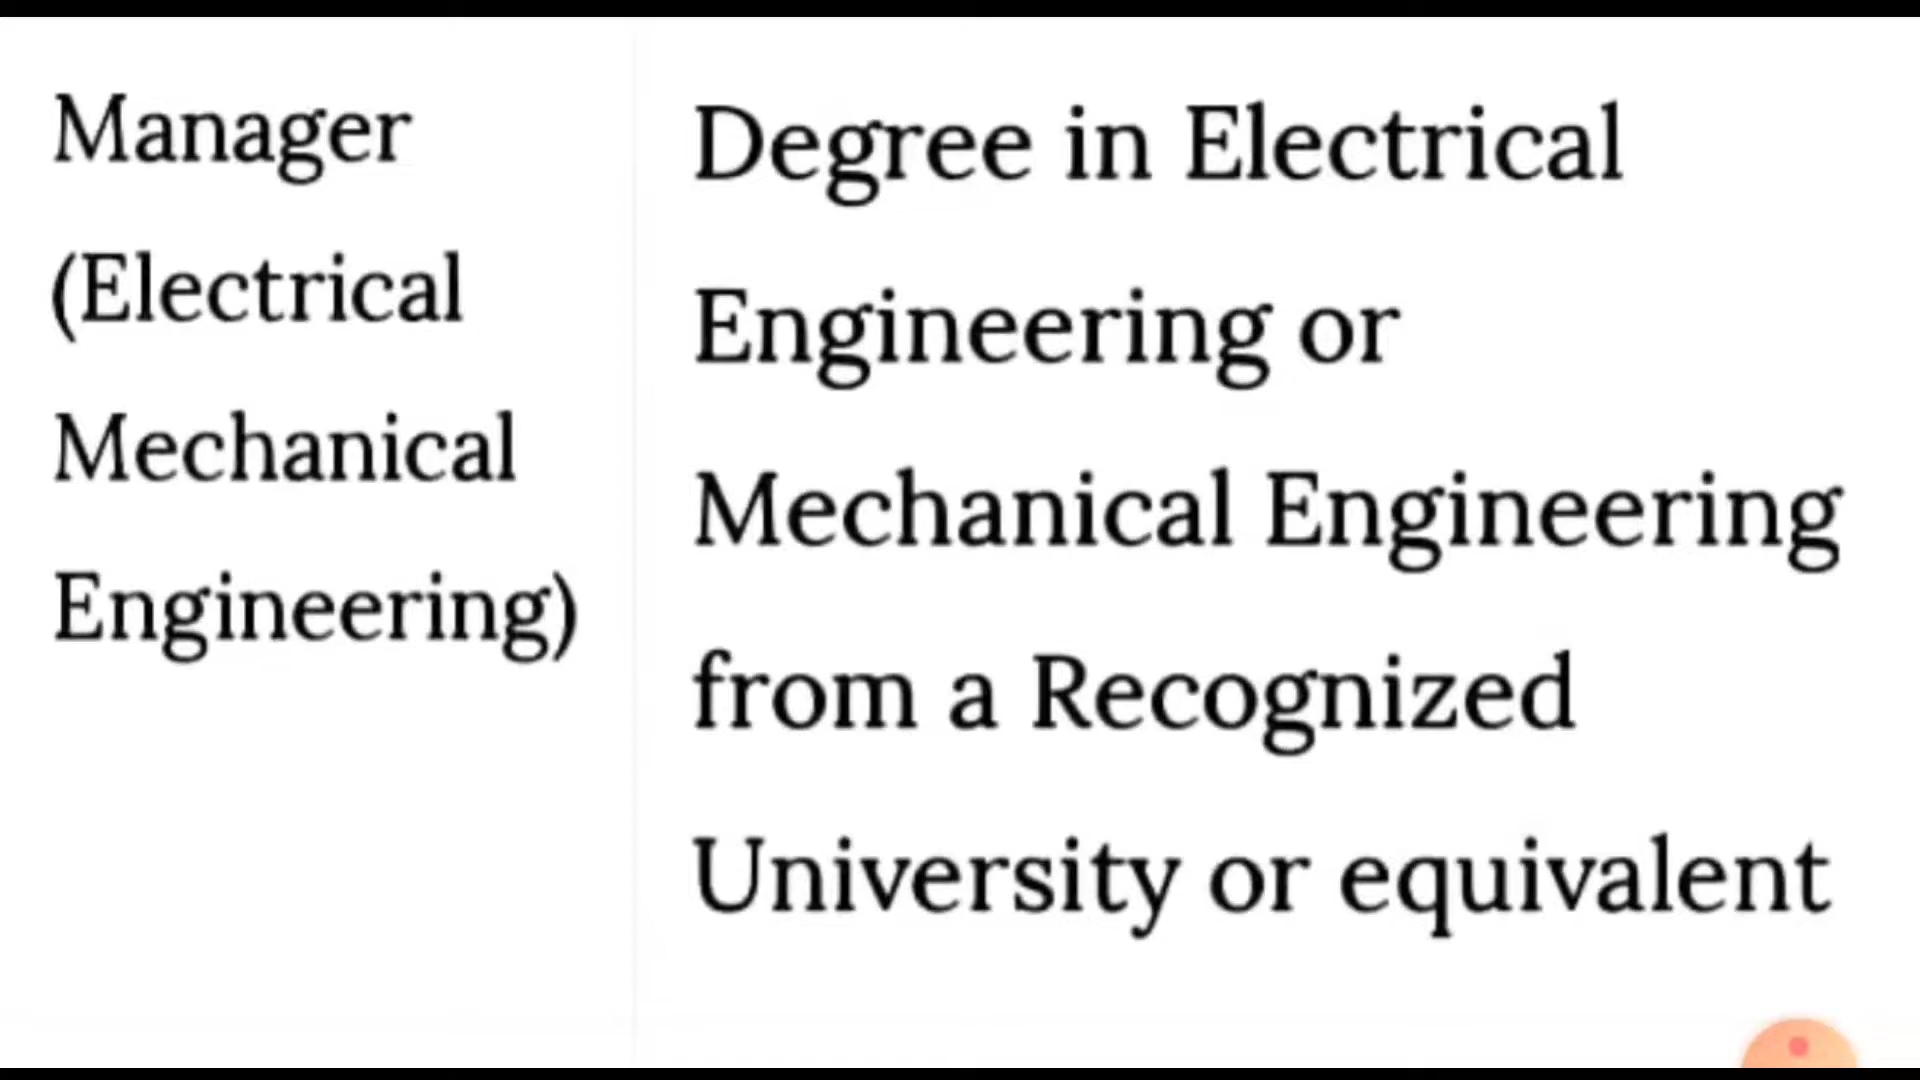 Manager
(Electrical
Mechanical
Engineering)
Degree in Electrical
Engineering or
Mechanical Engineering
from a Recognized
University or equivalent